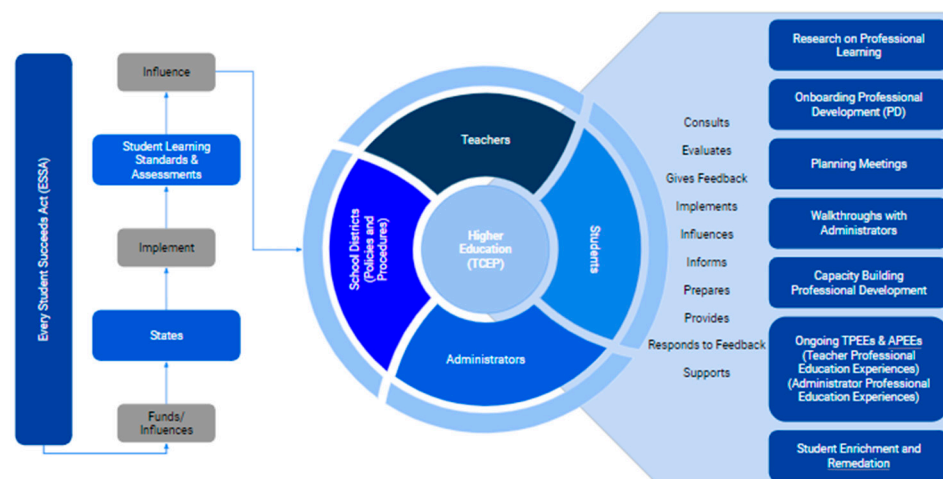 Every Student Succeeds Act (ESSA)
Influence
Student Learning
Standards &
Assessments
Implement
States
Funds/
Influences
Teachers
School Districts
(Policies and
Procedures)
Higher
Education
(TCEP)
Students
Administrators
Consults
Evaluates
Gives Feedback
Implements
Influences
Informs
Prepares
Provides
Responds to Feedback
Supports
Research on Professional
Learning
Onboarding Professional
Development (PD)
Planning Meetings
Walkthroughs with
Administrators
Capacity Building
Professional Development
Ongoing TPEEs & APEEs
(Teacher Professional
Education Experiences)
(Administrator Professional
Education Experiences)
Student Enrichment and
Remedation